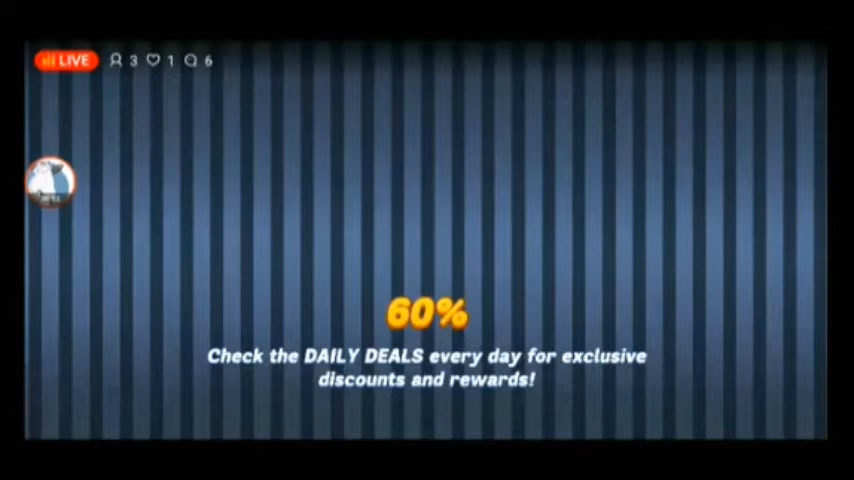 LIVE 3 1 6
60%
Check the DAILY DEALS every day for exclusive
discounts and rewards!